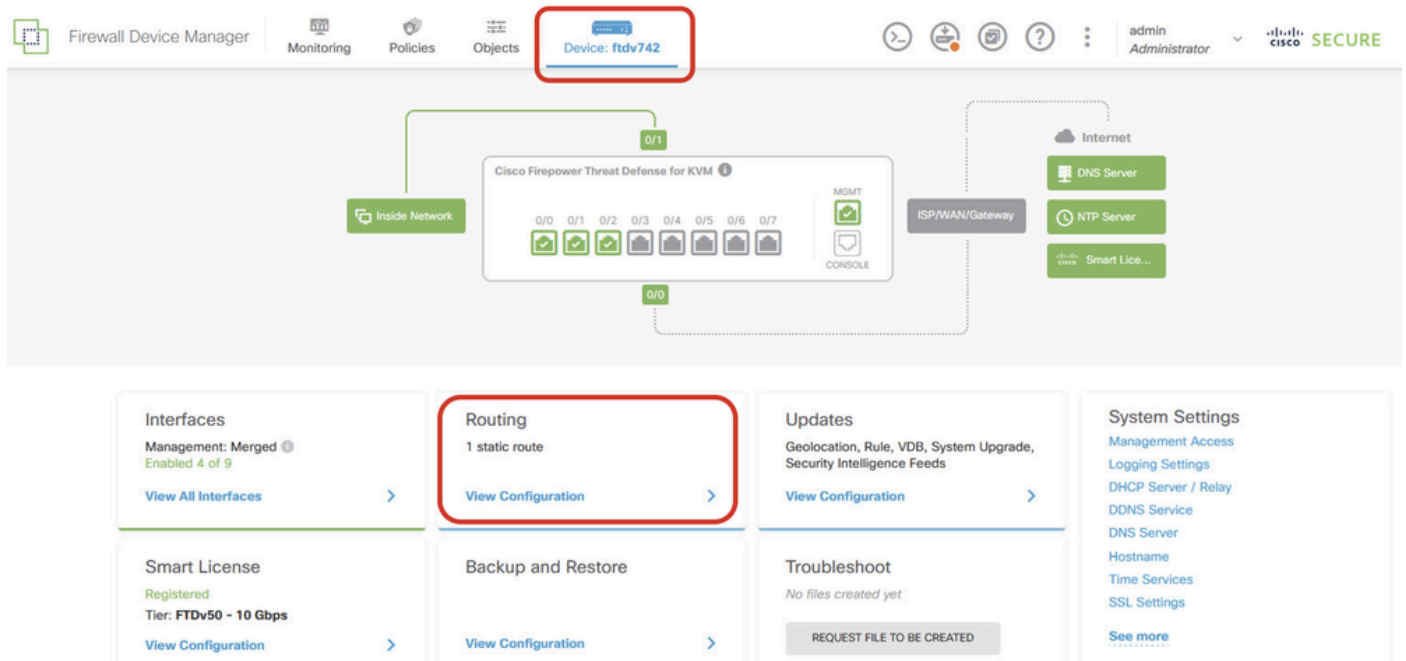 Firewall Device Manager
Monitoring
Policies
Objects
Device: ftdv742
admin
Administrator
cisco SECURE
0/1
Internet
Cisco Firepower Threat Defense for KVM
DNS Server
MGMT
Inside Network
0/0 0/1 0/2 0/3 0/4 0/5 0/6 0/7
ISP/WAN/Gateway
NTP Server
CONSOLE
cisco Smart Lice...
0/0
Interfaces
Management: Merged
Enabled 4 of 9
View All Interfaces
Routing
1 static route
View Configuration
Updates
Geolocation, Rule, VDB, System Upgrade,
Security Intelligence Feeds
View Configuration
System Settings
Management Access
Logging Settings
DHCP Server / Relay
DDNS Service
DNS Server
Hostname
Time Services
SSL Settings
See more
Smart License
Registered
Tier: FTDv50 - 10 Gbps
View Configuration
Backup and Restore
View Configuration
Troubleshoot
No files created yet
REQUEST FILE TO BE CREATED